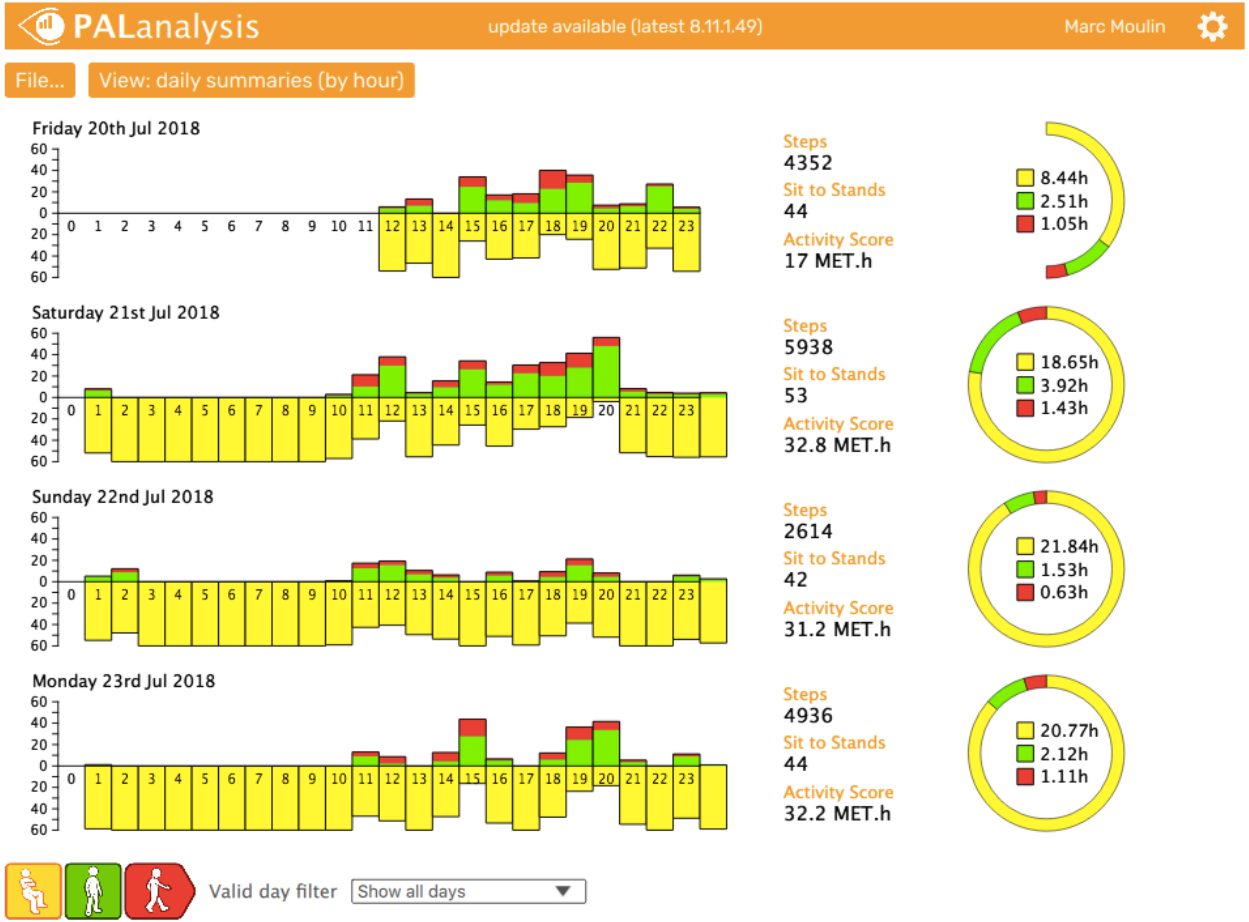 PALanalysis
update available (latest 8.11.1.49)
Marc Moulin
File...
View: daily summaries (by hour)
Friday 20th Jul 2018
60
40
20
0
20
40
60
0 1 2 3 4 5 6 7 8 9 10 11 12 13 14 15 16 17 18 19 20 21 22 23
Steps
4352
Sit to Stands
44
Activity Score
17 MET.h
8.44h
2.51h
1.05h
Saturday 21st Jul 2018
60
40
20
0
20
40
60
0 1 2 3 4 5 6 7 8 9 10 11 12 13 14 15 16 17 18 19 20 21 22 23
Steps
5938
Sit to Stands
53
Activity Score
32.8 MET.h
18.65h
3.92h
1.43h
Sunday 22nd Jul 2018
60
40
20
0
20
40
60
0 1 2 3 4 5 6 7 8 9 10 11 12 13 14 15 16 17 18 19 20 21 22 23
Steps
2614
Sit to Stands
42
Activity Score
31.2 MET.h
21.84h
1.53h
0.63h
Monday 23rd Jul 2018
60
40
20
0
20
40
60
0 1 2 3 4 5 6 7 8 9 10 11 12 13 14 15 16 17 18 19 20 21 22 23
Steps
4936
Sit to Stands
44
Activity Score
32.2 MET.h
20.77h
2.12h
1.11h
Valid day filter
Show all days